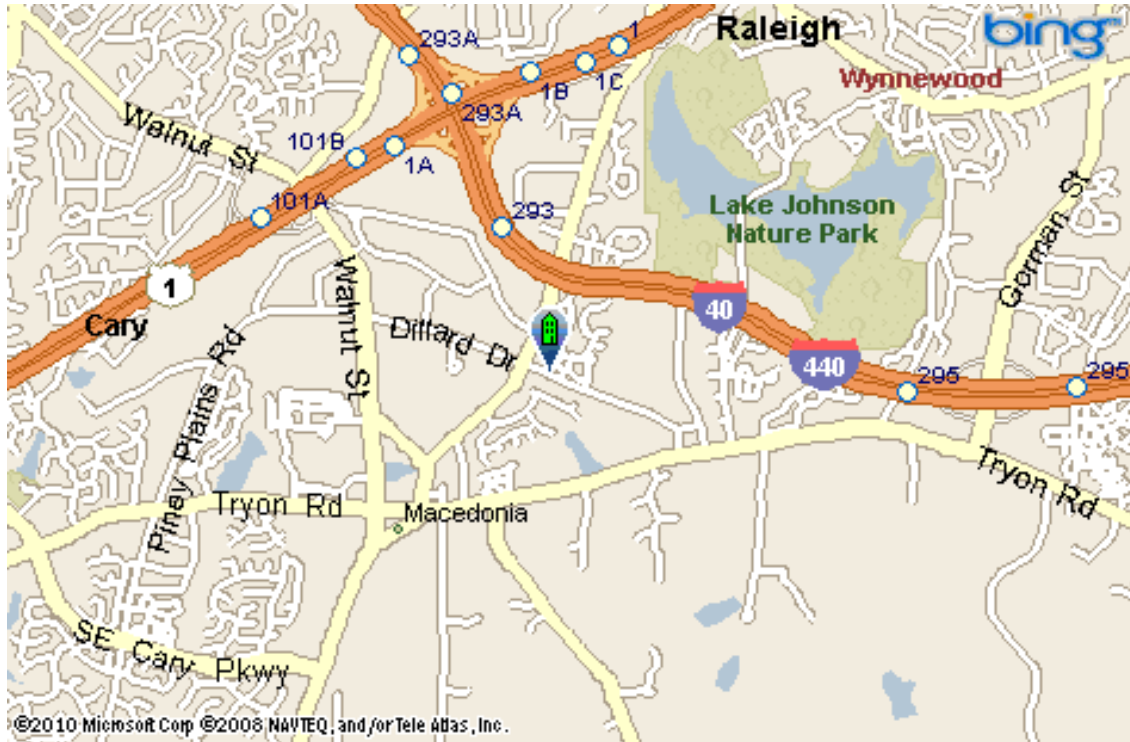 Raleigh
bing
293A
1
1C
1B
Wynnewood
293A
Walnut St
101B
1A
101A
293
Lake Johnson
Nature Park
Gorman St
1
40
Cary
Walnut St
Dillard Dr
440
295
295
Piney Plains Rd
Tryon Rd
Tryon Rd
Macedonia
SE Cary Pkwy
©2010 Microsoft Corp ©2008 NAVTEQ, and/or Tele Atlas, Inc.